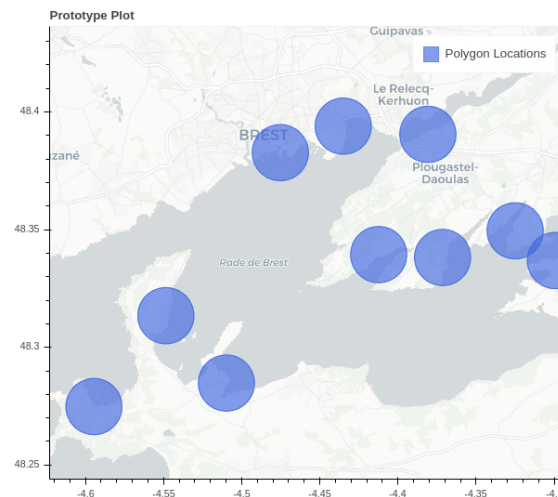 Prototype Plot
Guipavas
Polygon Locations
Le Relecq-
Kerhuon
48.4
BREST
zané
Plougastel-
Daoulas
48.35
Rade de Brest
48.3
48.25
-4.6
-4.55
-4.5
-4.45
-4.4
-4.35